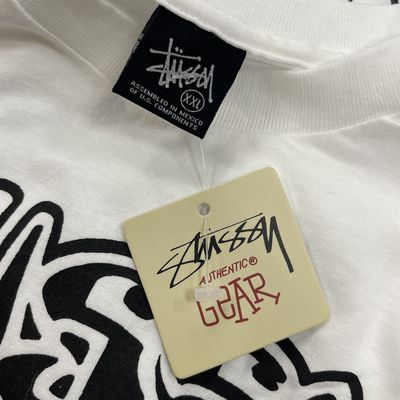 Stüssy
XXL
ASSEMBLED IN MEXICO
OF U.S. COMPONENTS
Stüssy
AUTHENTIC®
GEAR